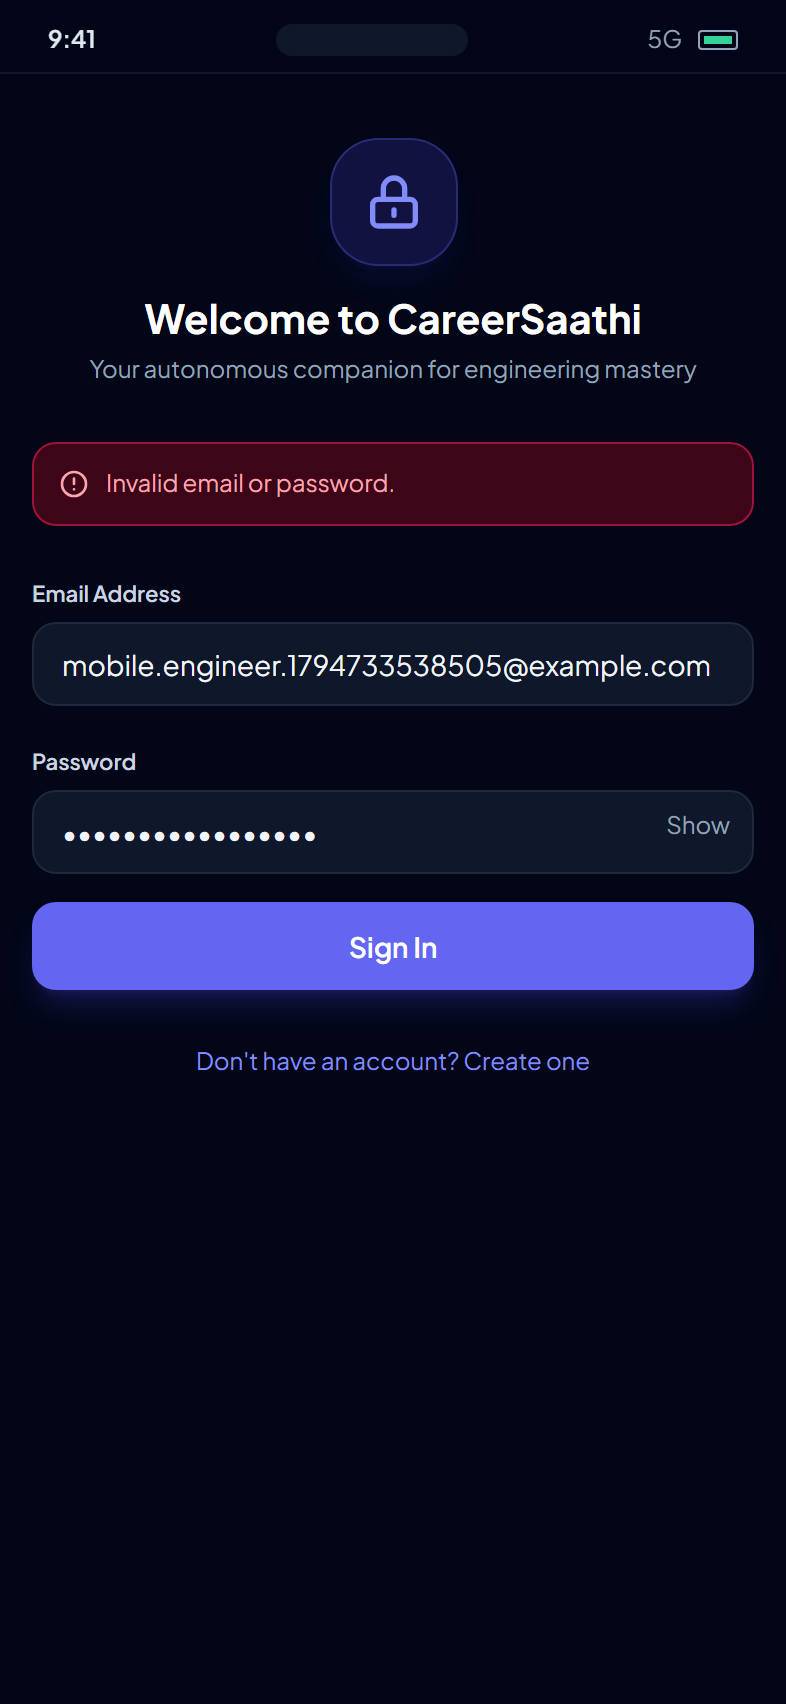 9:41
5G
Welcome to CareerSaathi
Your autonomous companion for engineering mastery
Invalid email or password.
Email Address
mobile.engineer.1794733538505@example.com
Password
•••••••••••••••••
Show
Sign In
Don't have an account? Create one